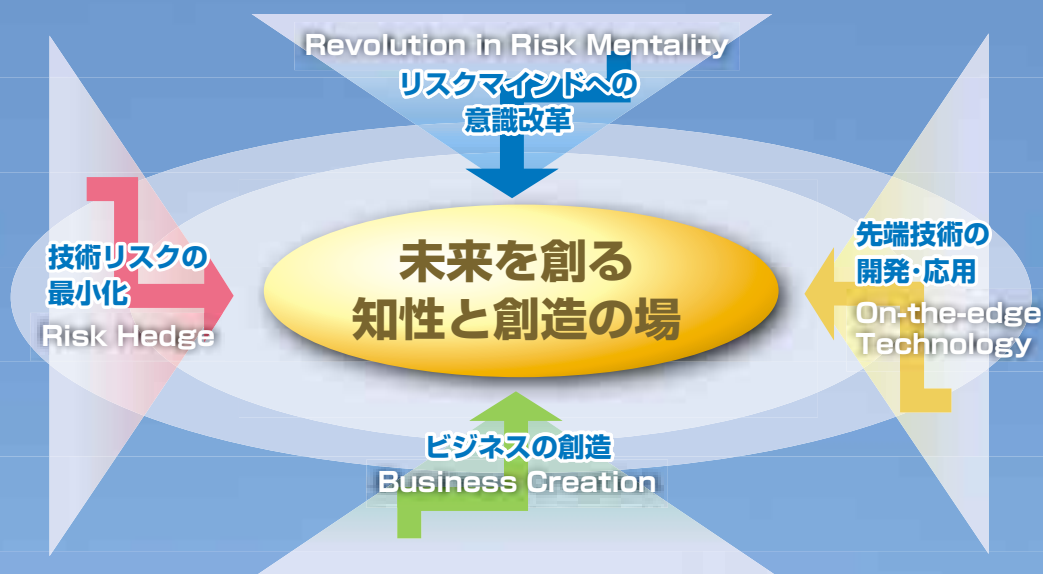 Revolution in Risk Mentality
リスクマインドへの
意識改革
技術リスクの
最小化
Risk Hedge
未来を創る
知性と創造の場
先端技術の
開発・応用
On-the-edge
Technology
ビジネスの創造
Business Creation